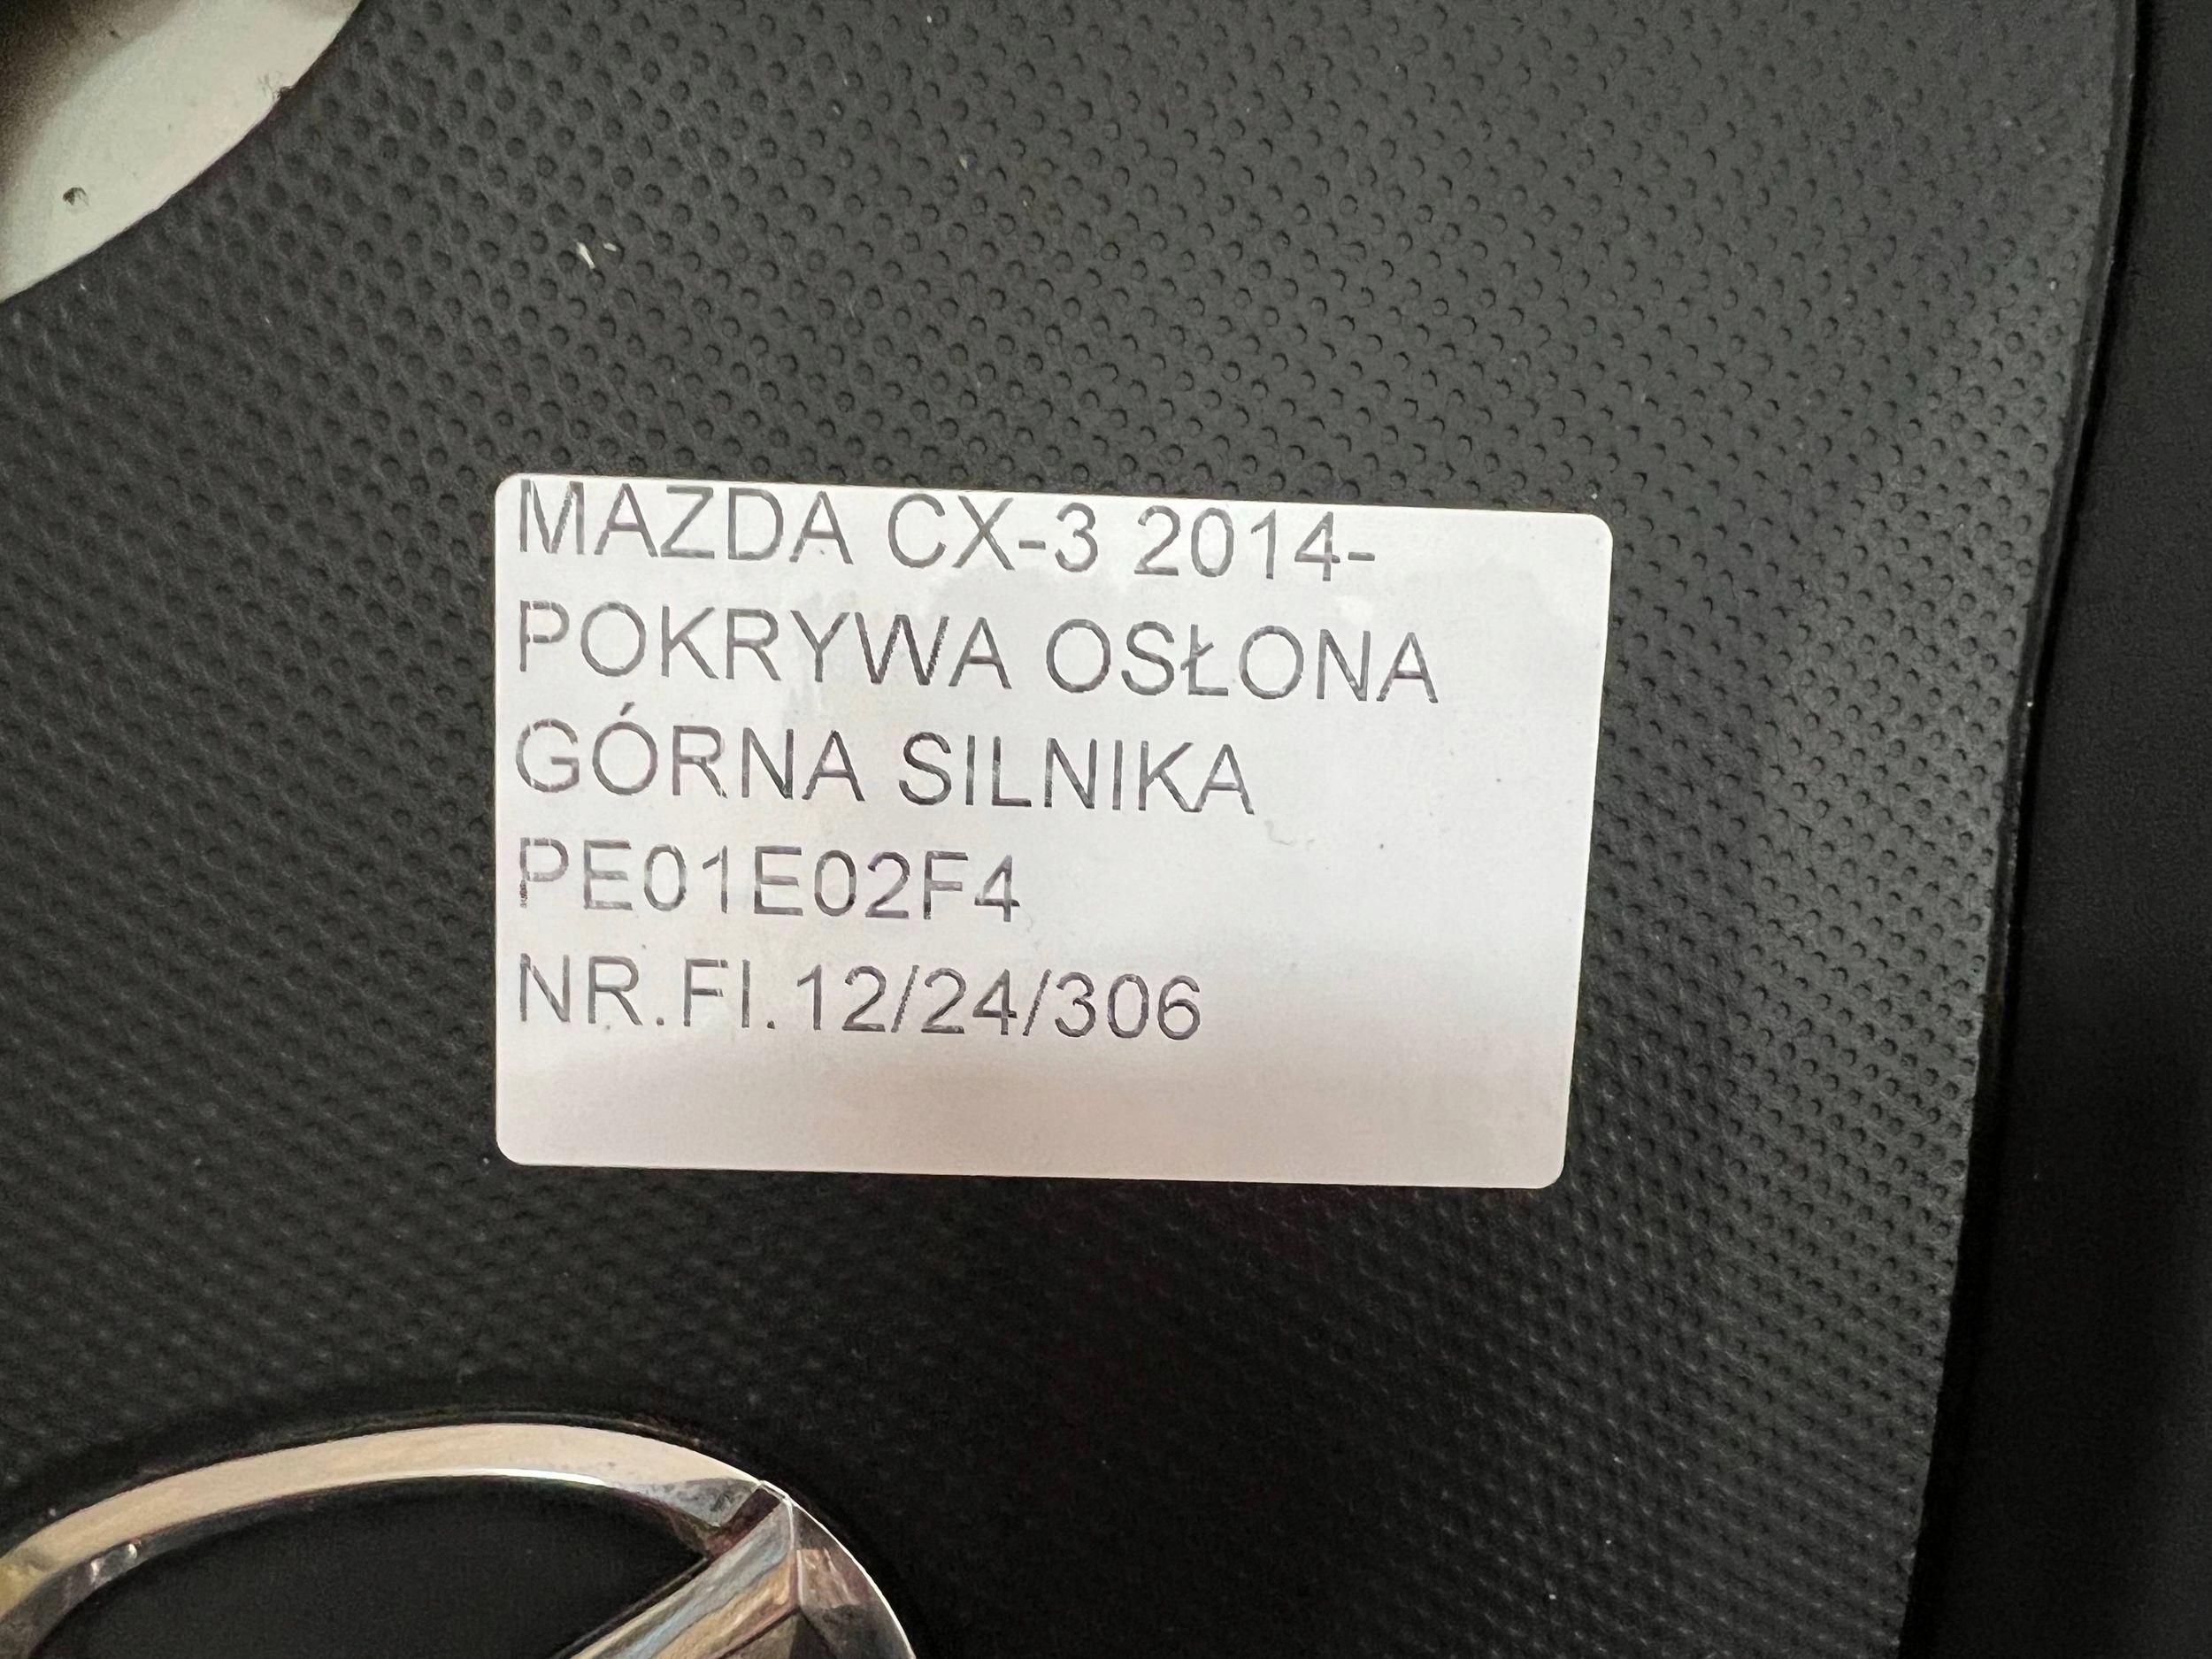 MAZDA CX-3 2014-
POKRYWA OSŁONA
GÓRNA SILNIKA
PE01E02F4
NR.FI.12/24/306